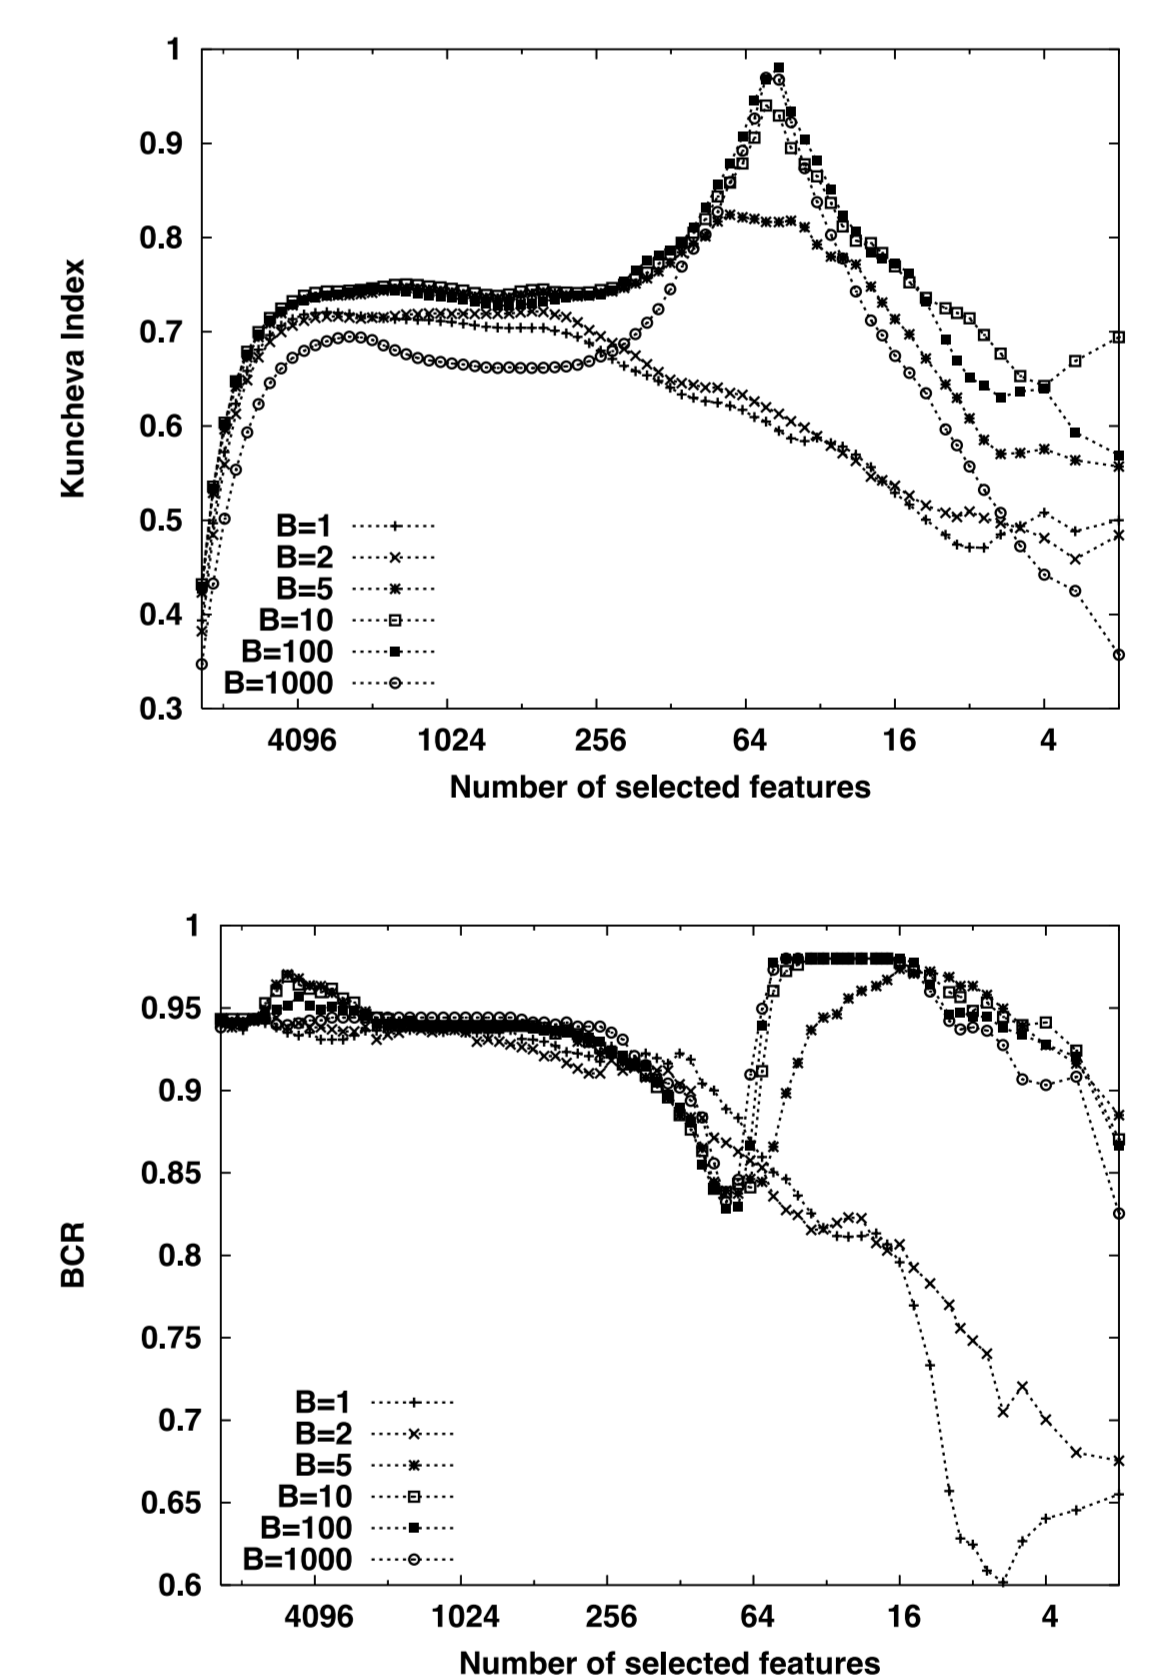 1
0.9
0.8
0.7
0.6
0.5
0.4
0.3
Kuncheva Index
B=1
B=2
B=5
B=10
B=100
B=1000
4096 1024 256 64 16 4
Number of selected features
1
0.95
0.9
0.85
0.8
0.75
0.7
0.65
0.6
BCR
B=1
B=2
B=5
B=10
B=100
B=1000
4096 1024 256 64 16 4
Number of selected features